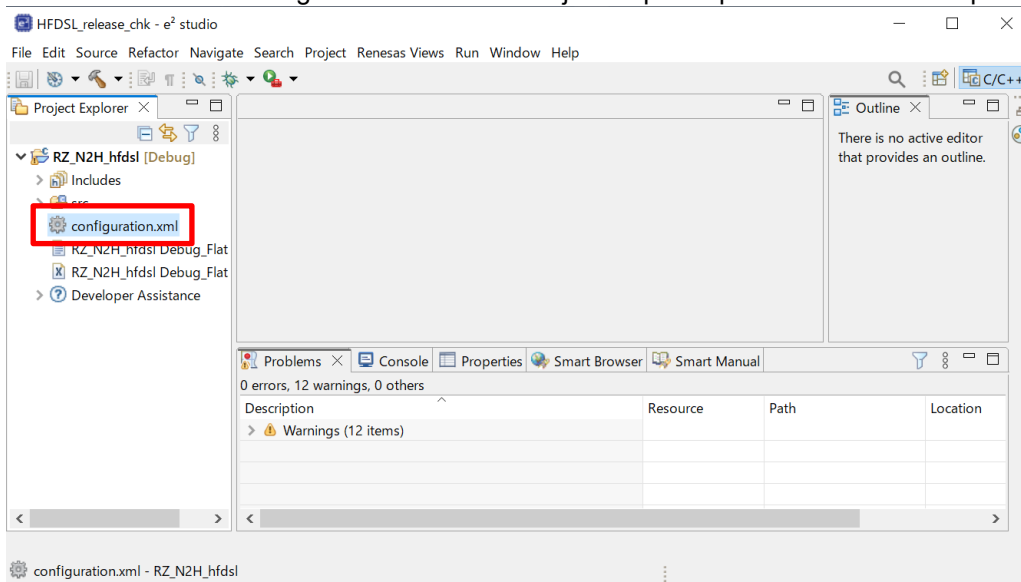 HFDSL_release_chk - e² studio
File Edit Source Refactor Navigate Search Project Renesas Views Run Window Help
C/C++
Project Explorer
Outline
There is no active editor
that provides an outline.
RZ_N2H_hfdsl [Debug]
Includes
src
configuration.xml
RZ_N2H_hfdsl Debug_Flat
RZ_N2H_hfdsl Debug_Flat
Developer Assistance
Problems Console Properties Smart Browser Smart Manual
0 errors, 12 warnings, 0 others
Description Resource Path Location
Warnings (12 items)
configuration.xml - RZ_N2H_hfdsl